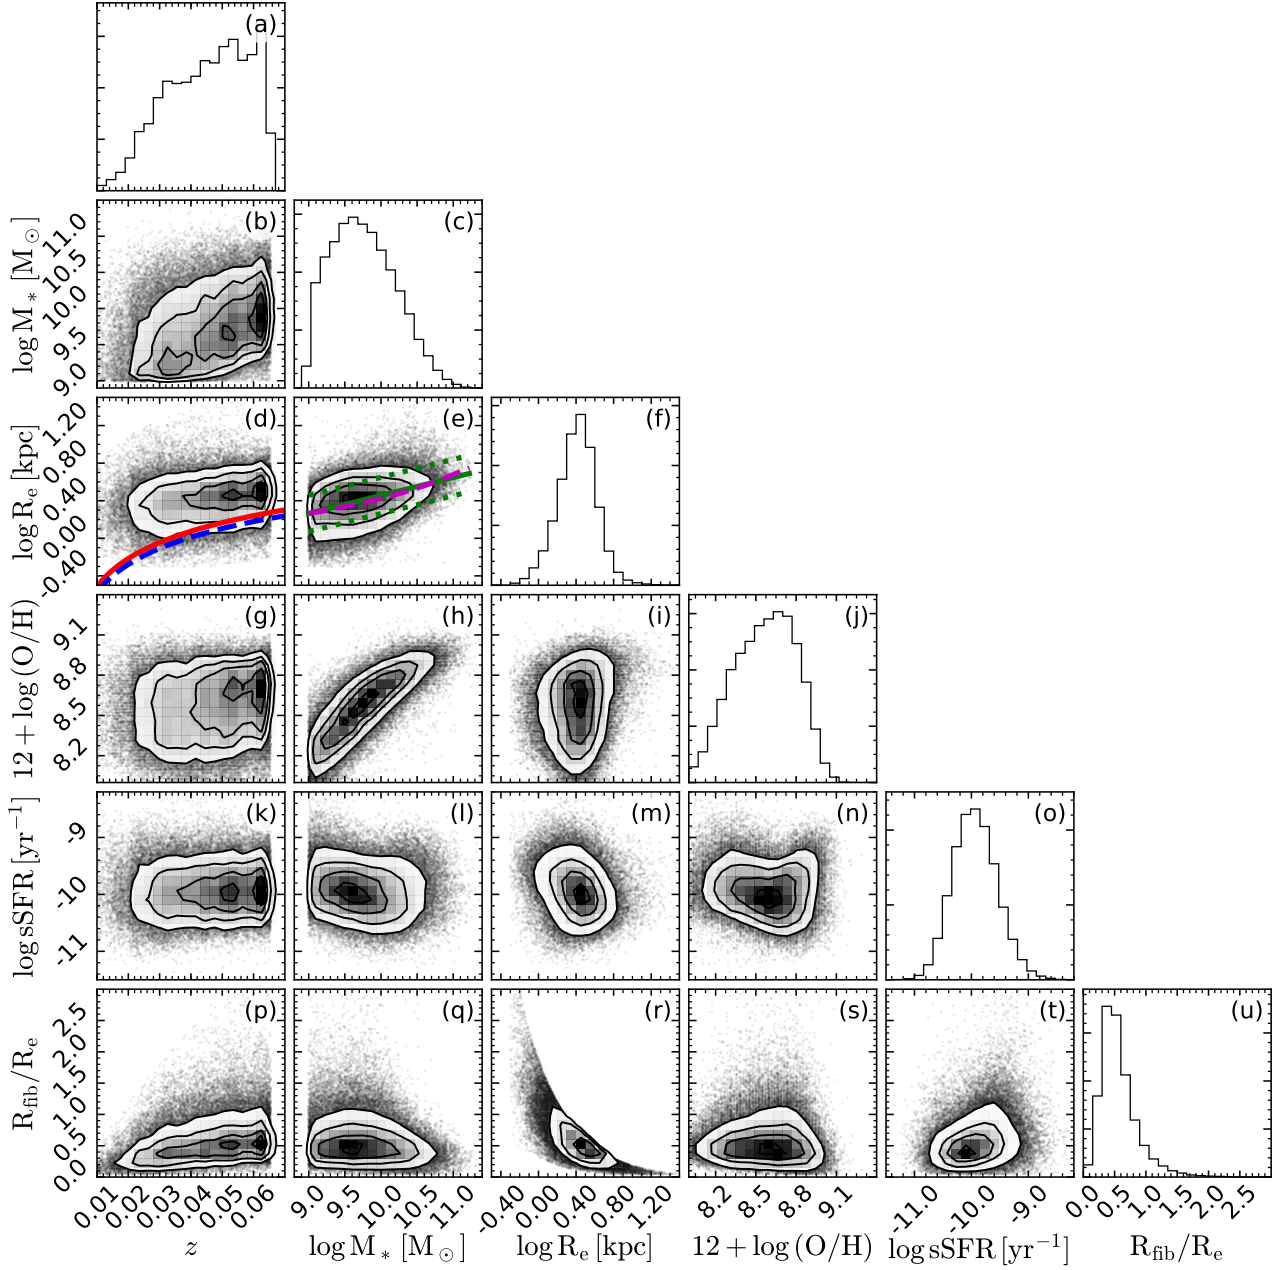 (a)
log M∗ [M⊙]
11.0
10.5
10.0
9.5
9.0
(b)
(c)
log Re [kpc]
1.20
0.80
0.40
0.00
-0.40
(d)
(e)
(f)
12 + log (O/H)
9.1
8.8
8.5
8.2
(g)
(h)
(i)
(j)
log sSFR [yr⁻¹]
-9
-10
-11
(k)
(l)
(m)
(n)
(o)
Rfib/Re
2.5
2.0
1.5
1.0
0.5
0.0
(p)
(q)
(r)
(s)
(t)
(u)
0.01 0.02 0.03 0.04 0.05 0.06
9.0 9.5 10.0 10.5 11.0
-0.40 0.00 0.40 0.80 1.20
8.2 8.5 8.8 9.1
-11.0 -10.0 -9.0
0.0 0.5 1.0 1.5 2.0 2.5
z
log M∗ [M⊙]
log Re [kpc]
12 + log (O/H)
log sSFR [yr⁻¹]
Rfib/Re